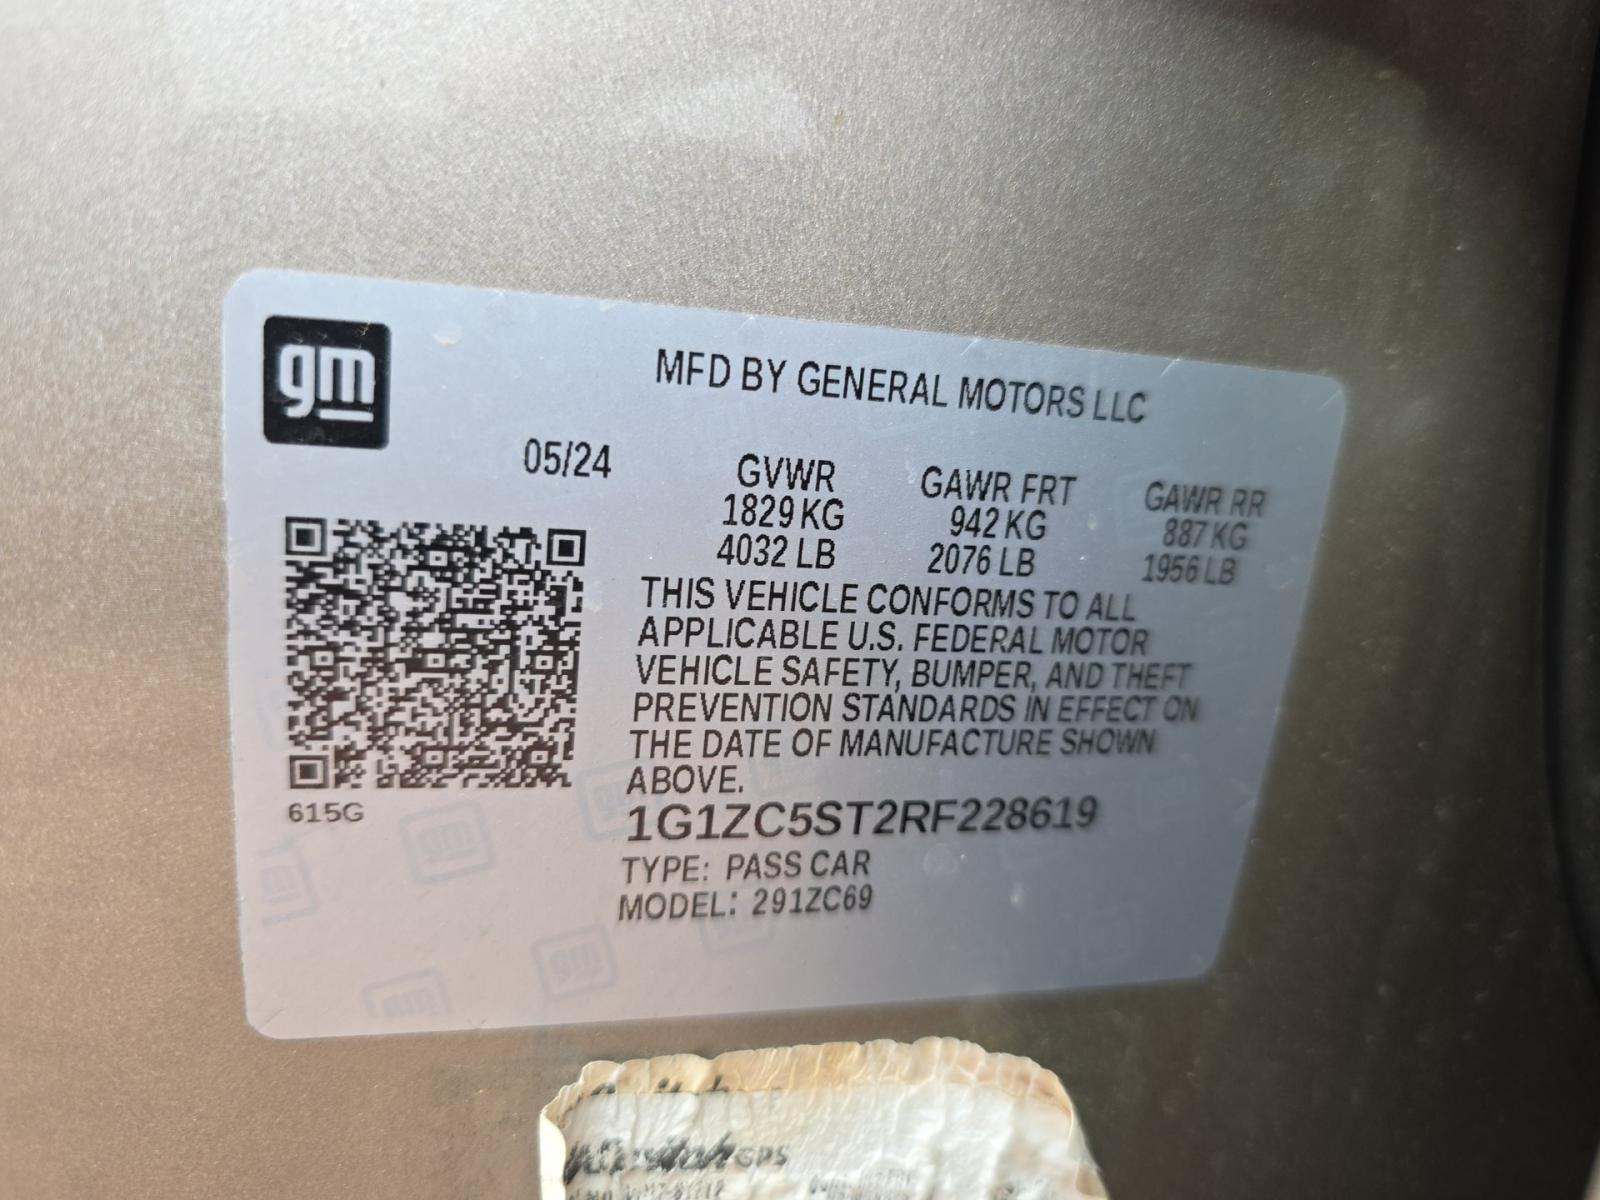 gm
MFD BY GENERAL MOTORS LLC
05/24
GVWR GAWR FRT GAWR RR
1829 KG 942 KG 887 KG
4032 LB 2076 LB 1956 LB
THIS VEHICLE CONFORMS TO ALL
APPLICABLE U.S. FEDERAL MOTOR
VEHICLE SAFETY, BUMPER, AND THEFT
PREVENTION STANDARDS IN EFFECT ON
THE DATE OF MANUFACTURE SHOWN
ABOVE.
615G
1G1ZC5ST2RF228619
TYPE: PASS CAR
MODEL: 291ZC69
GPS